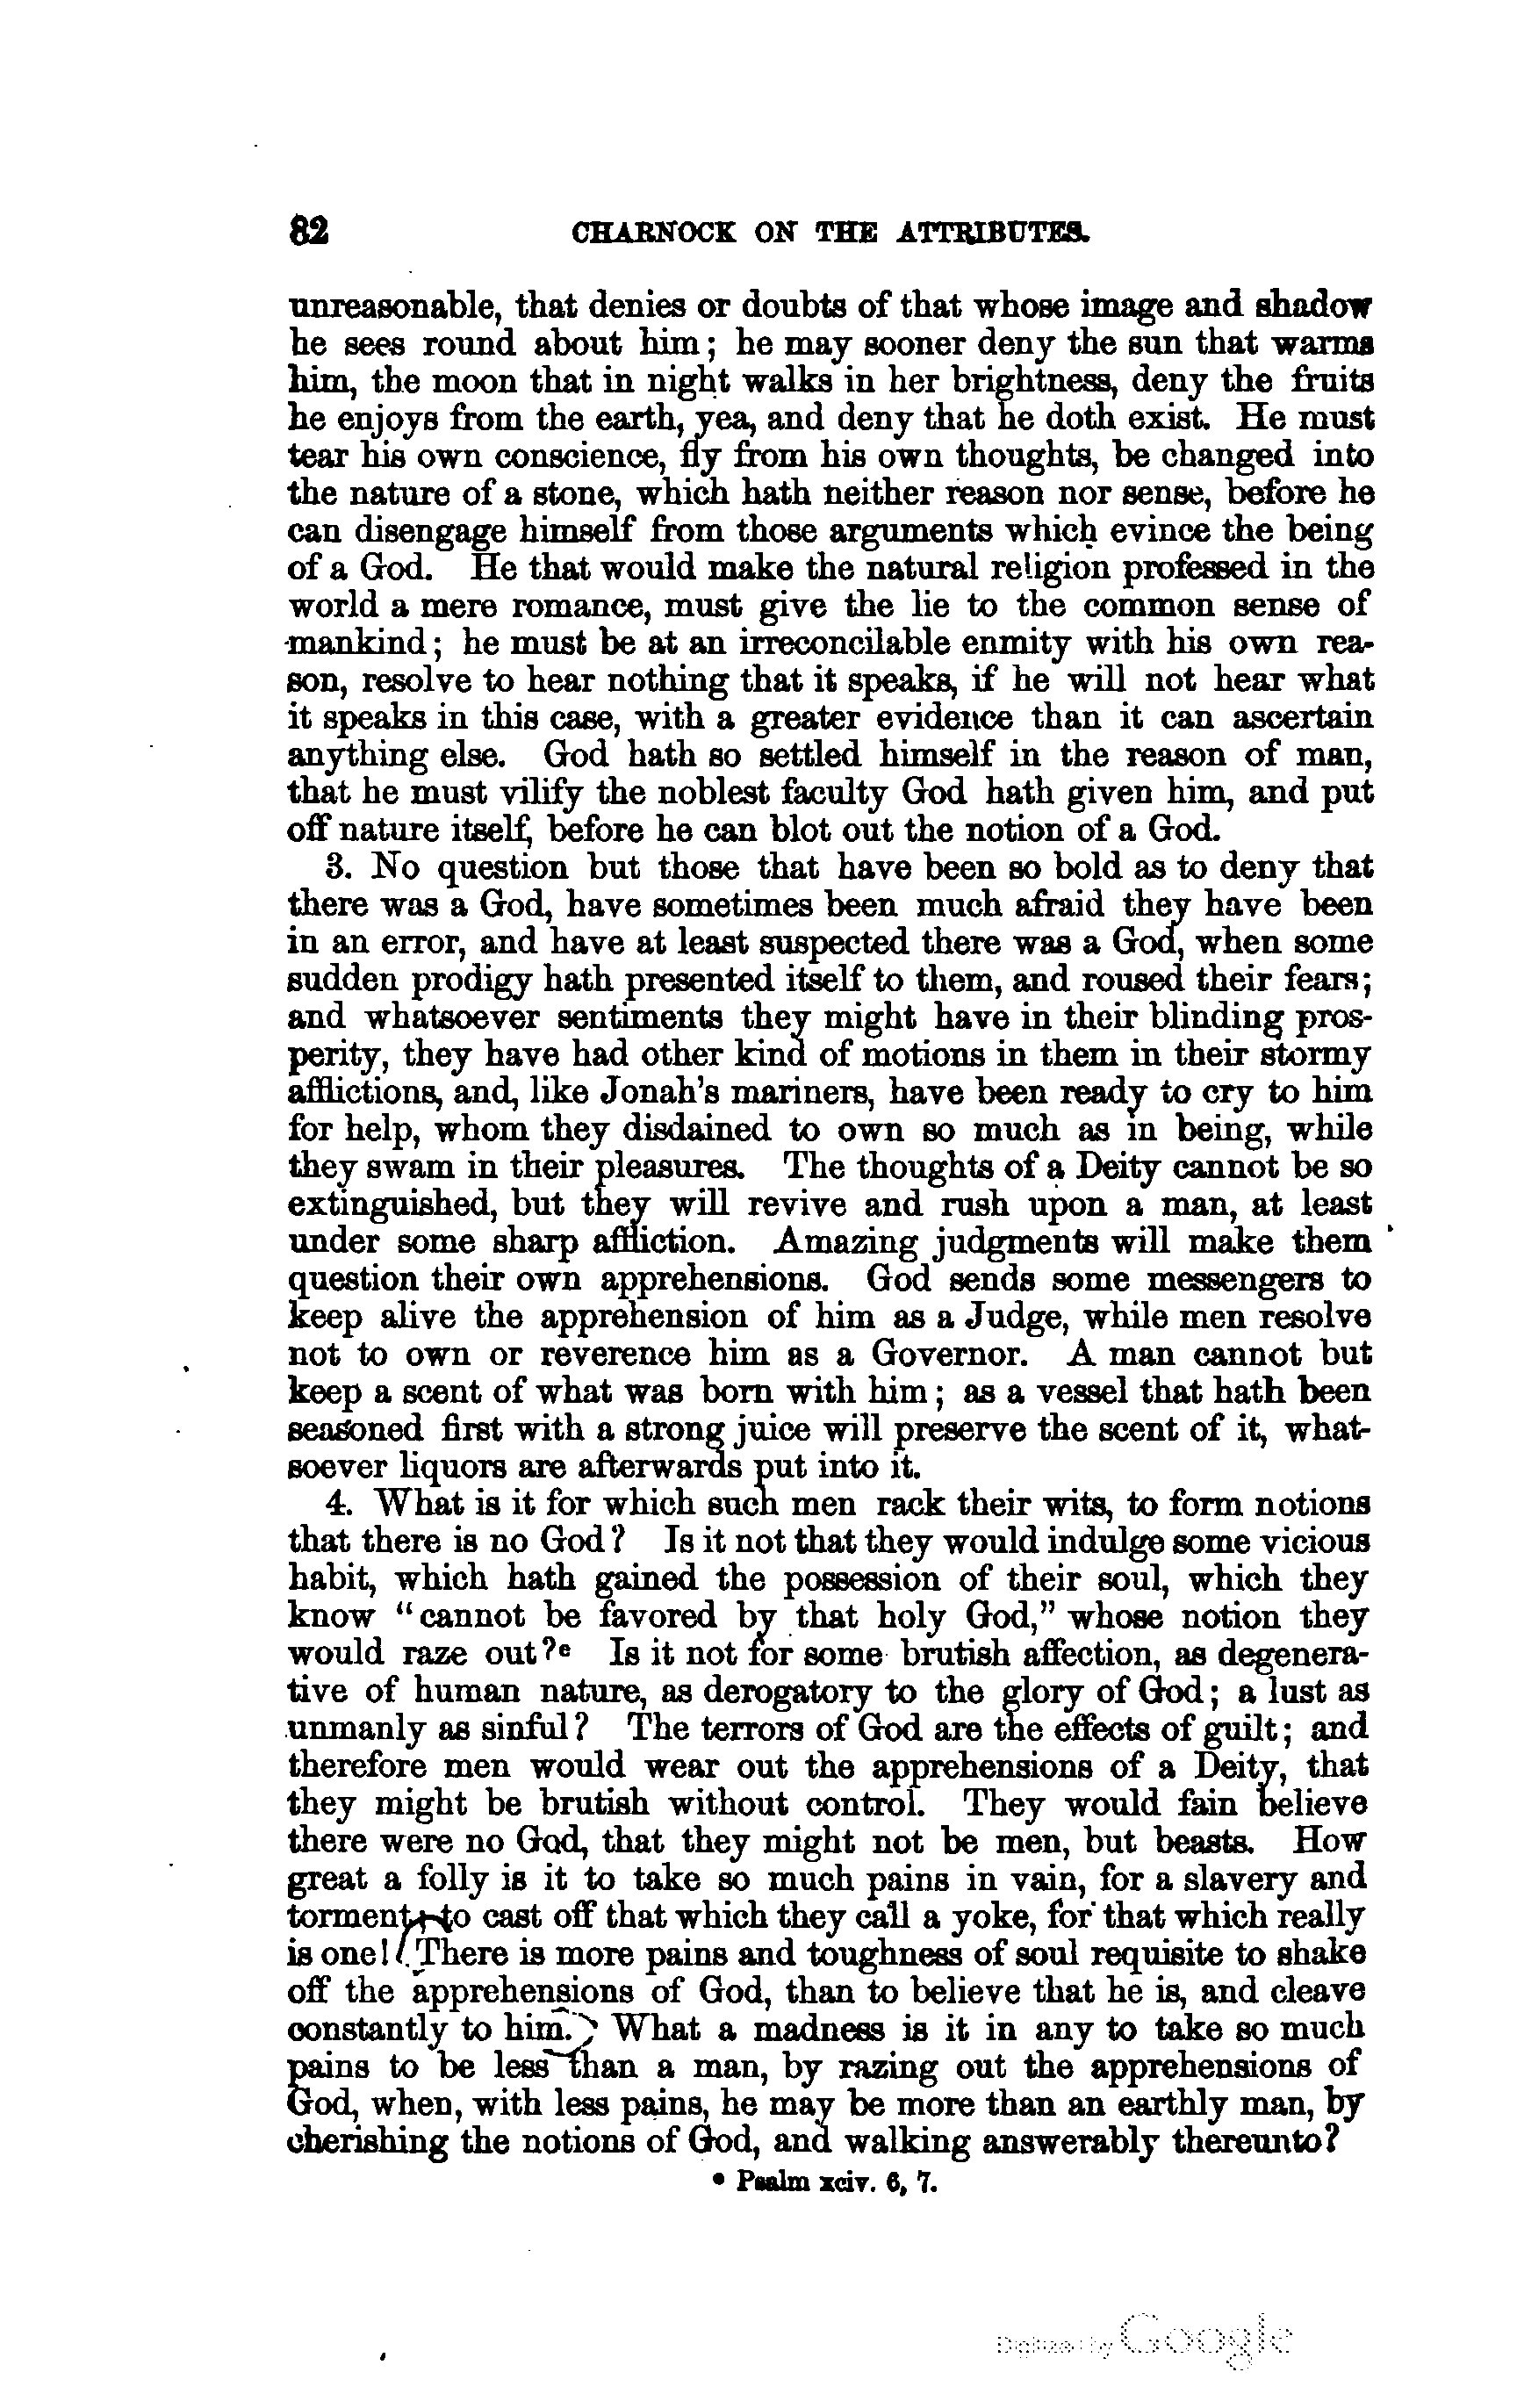 82 CHARNOCK ON THE ATTRIBUTES.
unreasonable, that denies or doubts of that whose image and shadow
he sees round about him; he may sooner deny the sun that warms
him, the moon that in night walks in her brightness, deny the fruits
he enjoys from the earth, yea, and deny that he doth exist. He must
tear his own conscience, fly from his own thoughts, be changed into
the nature of a stone, which hath neither reason nor sense, before he
can disengage himself from those arguments which evince the being
of a God. He that would make the natural religion professed in the
world a mere romance, must give the lie to the common sense of
mankind; he must be at an irreconcilable enmity with his own rea-
son, resolve to hear nothing that it speaks, if he will not hear what
it speaks in this case, with a greater evidence than it can ascertain
anything else. God hath so settled himself in the reason of man,
that he must vilify the noblest faculty God hath given him, and put
off nature itself, before he can blot out the notion of a God.
3. No question but those that have been so bold as to deny that
there was a God, have sometimes been much afraid they have been
in an error, and have at least suspected there was a God, when some
sudden prodigy hath presented itself to them, and roused their fears;
and whatsoever sentiments they might have in their blinding pros-
perity, they have had other kind of motions in them in their stormy
afflictions, and, like Jonah's mariners, have been ready to cry to him
for help, whom they disdained to own so much as in being, while
they swam in their pleasures. The thoughts of a Deity cannot be so
extinguished, but they will revive and rush upon a man, at least
under some sharp affliction. Amazing judgments will make them
question their own apprehensions. God sends some messengers to
keep alive the apprehension of him as a Judge, while men resolve
not to own or reverence him as a Governor. A man cannot but
keep a scent of what was born with him; as a vessel that hath been
seasoned first with a strong juice will preserve the scent of it, what-
soever liquors are afterwards put into it.
4. What is it for which such men rack their wits, to form notions
that there is no God? Is it not that they would indulge some vicious
habit, which hath gained the possession of their soul, which they
know "cannot be favored by that holy God," whose notion they
would raze out?e Is it not for some brutish affection, as degenera-
tive of human nature, as derogatory to the glory of God; a lust as
unmanly as sinful? The terrors of God are the effects of guilt; and
therefore men would wear out the apprehensions of a Deity, that
they might be brutish without control. They would fain believe
there were no God, that they might not be men, but beasts. How
great a folly is it to take so much pains in vain, for a slavery and
torment; to cast off that which they call a yoke, for that which really
is one! There is more pains and toughness of soul requisite to shake
off the apprehensions of God, than to believe that he is, and cleave
constantly to him. What a madness is it in any to take so much
pains to be less than a man, by razing out the apprehensions of
God, when, with less pains, he may be more than an earthly man, by
cherishing the notions of God, and walking answerably thereunto?
e Psalm xciv. 6, 7.
Digitized by Google